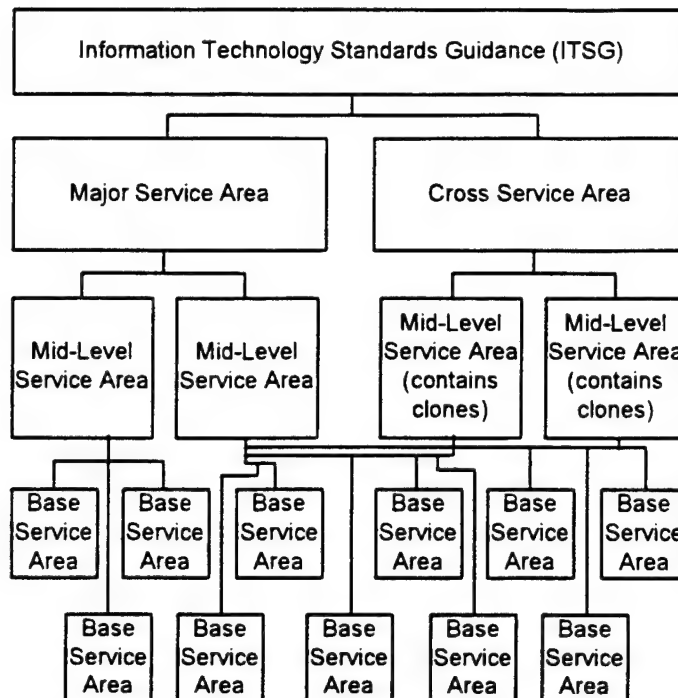 Information Technology Standards Guidance (ITSG)
Major Service Area
Cross Service Area
Mid-Level
Service Area
Mid-Level
Service Area
Mid-Level
Service Area
(contains
clones)
Mid-Level
Service Area
(contains
clones)
Base
Service
Area
Base
Service
Area
Base
Service
Area
Base
Service
Area
Base
Service
Area
Base
Service
Area
Base
Service
Area
Base
Service
Area
Base
Service
Area
Base
Service
Area
Base
Service
Area